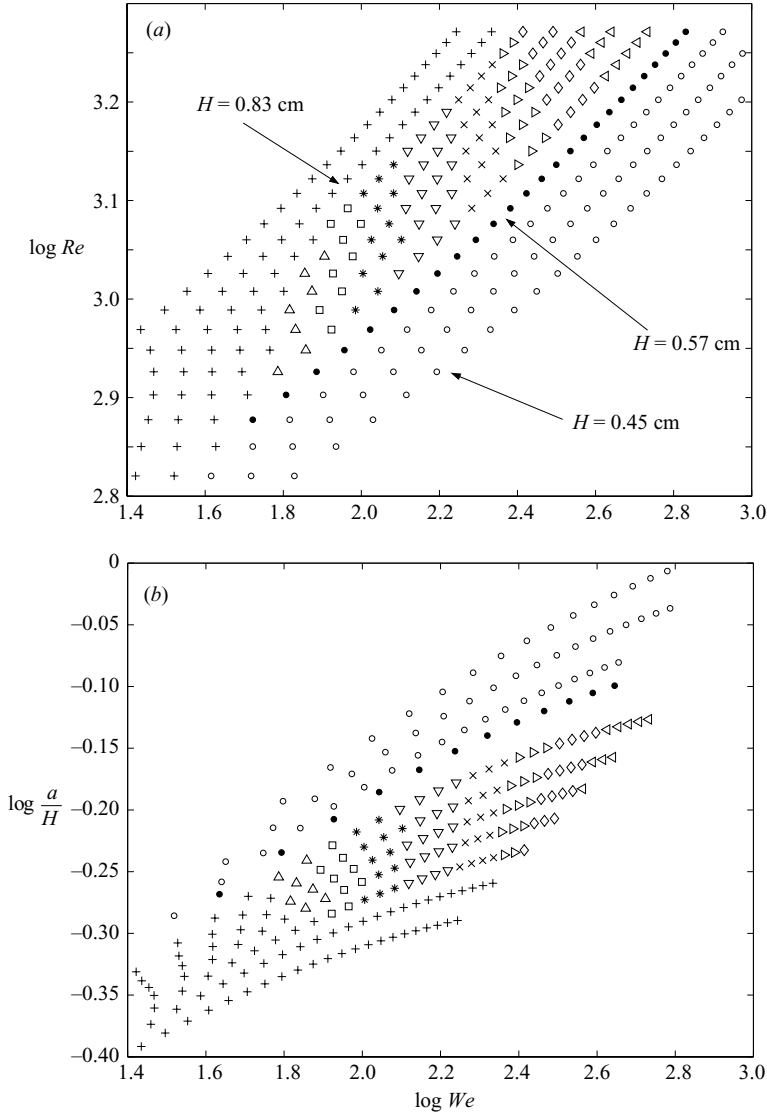 (a)
3.2
H = 0.83 cm
3.1
log Re
3.0
H = 0.57 cm
2.9
H = 0.45 cm
2.8
1.4 1.6 1.8 2.0 2.2 2.4 2.6 2.8 3.0
0
(b)
–0.05
–0.10
–0.15
log a/H
–0.20
–0.25
–0.30
–0.35
–0.40
1.4 1.6 1.8 2.0 2.2 2.4 2.6 2.8 3.0
log We